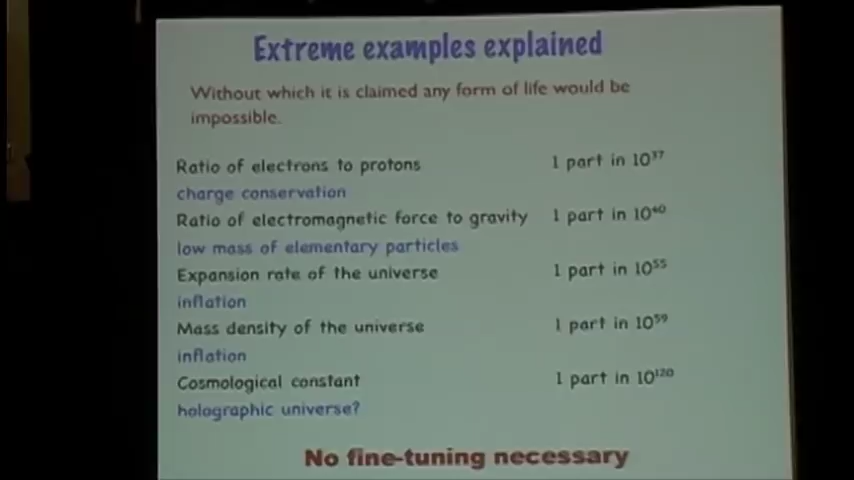 Extreme examples explained
Without which it is claimed any form of life would be
impossible.
Ratio of electrons to protons 1 part in 10³⁷
charge conservation
Ratio of electromagnetic force to gravity 1 part in 10⁴⁰
low mass of elementary particles
Expansion rate of the universe 1 part in 10⁵⁵
inflation
Mass density of the universe 1 part in 10⁵⁹
inflation
Cosmological constant 1 part in 10¹²⁰
holographic universe?
No fine-tuning necessary